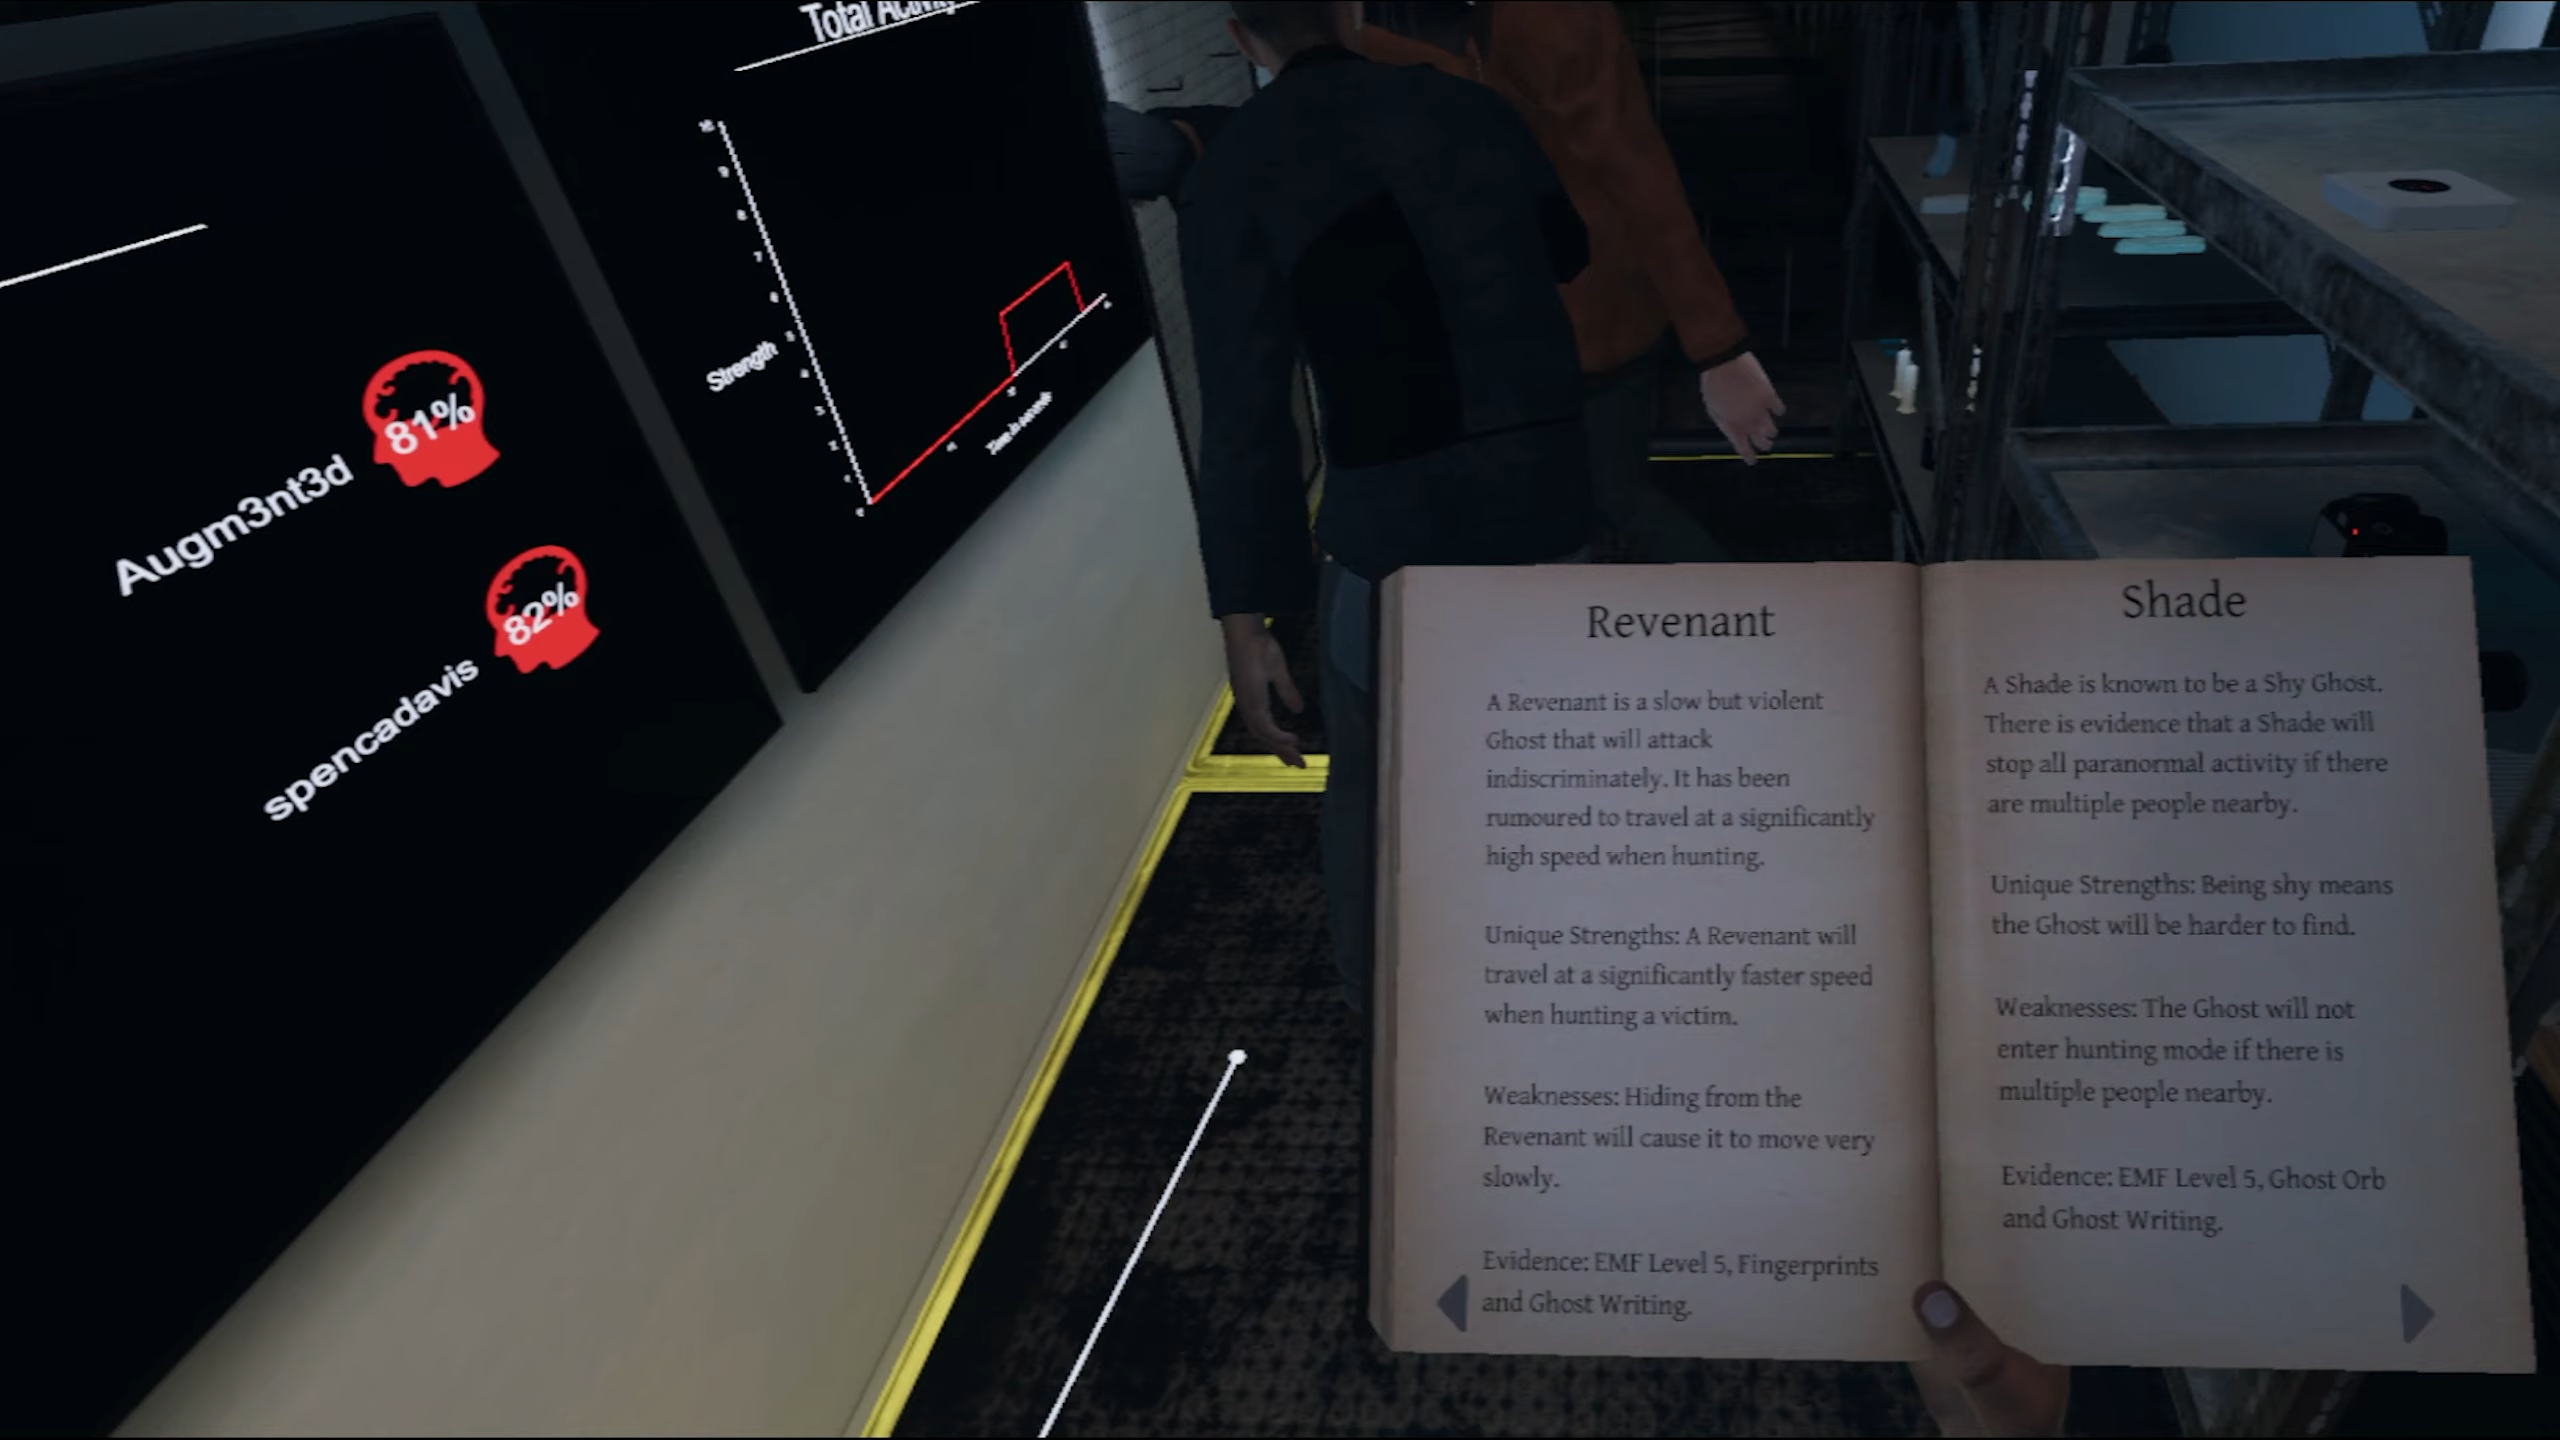 Total
Strength
Augm3nt3d
81%
spencadavis
82%
Revenant
A Revenant is a slow but violent
Ghost that will attack
indiscriminately. It has been
rumoured to travel at a significantly
high speed when hunting.
Unique Strengths: A Revenant will
travel at a significantly faster speed
when hunting a victim.
Weaknesses: Hiding from the
Revenant will cause it to move very
slowly.
Evidence: EMF Level 5, Fingerprints
and Ghost Writing.
Shade
A Shade is known to be a Shy Ghost.
There is evidence that a Shade will
stop all paranormal activity if there
are multiple people nearby.
Unique Strengths: Being shy means
the Ghost will be harder to find.
Weaknesses: The Ghost will not
enter hunting mode if there is
multiple people nearby.
Evidence: EMF Level 5, Ghost Orb
and Ghost Writing.